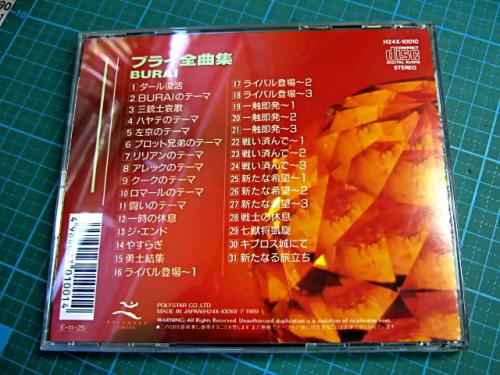 H24X-10010
COMPACT
disc
DIGITAL AUDIO
STEREO
ブライ全曲集
BURAI
1 ダール復活
2 BURAIのテーマ
3 三銃士哀歌
4 ハヤテのテーマ
5 左京のテーマ
6 ブロット兄弟のテーマ
7 リリアンのテーマ
8 アレックのテーマ
9 クークのテーマ
10 ロマールのテーマ
11 闘いのテーマ
12 一時の休息
13 ジ・エンド
14 やすらぎ
15 勇士結集
16 ライバル登場〜1
17 ライバル登場〜2
18 ライバル登場〜3
19 一触即発〜1
20 一触即発〜2
21 一触即発〜3
22 戦い済んで〜1
23 戦い済んで〜2
24 戦い済んで〜3
25 新たな希望〜1
26 新たな希望〜2
27 新たな希望〜3
28 戦士の休息
29 七獣将凱旋
30 キプロス城にて
31 新たなる旅立ち
POLYSTAR CO.,LTD.
MADE IN JAPAN(H24X-10010) P 1989
WARNING: All Rights Reserved. Unauthorized duplication is a violation of applicable laws.
E・11・25